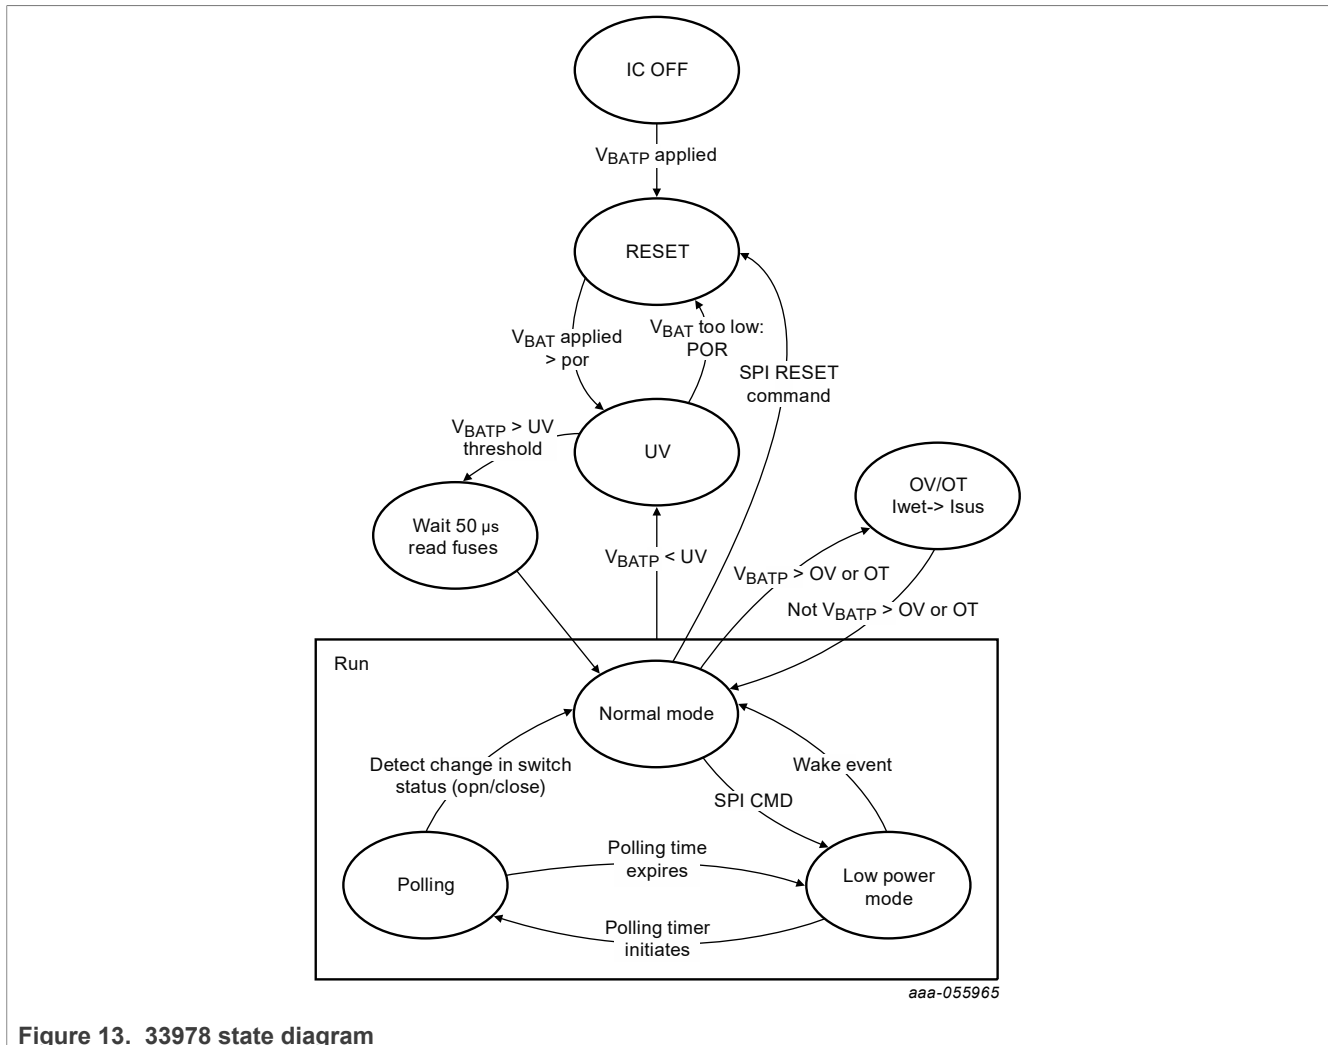 IC OFF
VBATP applied
RESET
VBAT applied
> por
VBAT too low:
POR
SPI RESET
command
VBATP > UV
threshold
UV
OV/OT
Iwet-> Isus
Wait 50 µs
read fuses
VBATP < UV
VBATP > OV or OT
Not VBATP > OV or OT
Run
Normal mode
Detect change in switch
status (opn/close)
Wake event
SPI CMD
Polling time
expires
Polling
Low power
mode
Polling timer
initiates
aaa-055965
Figure 13. 33978 state diagram